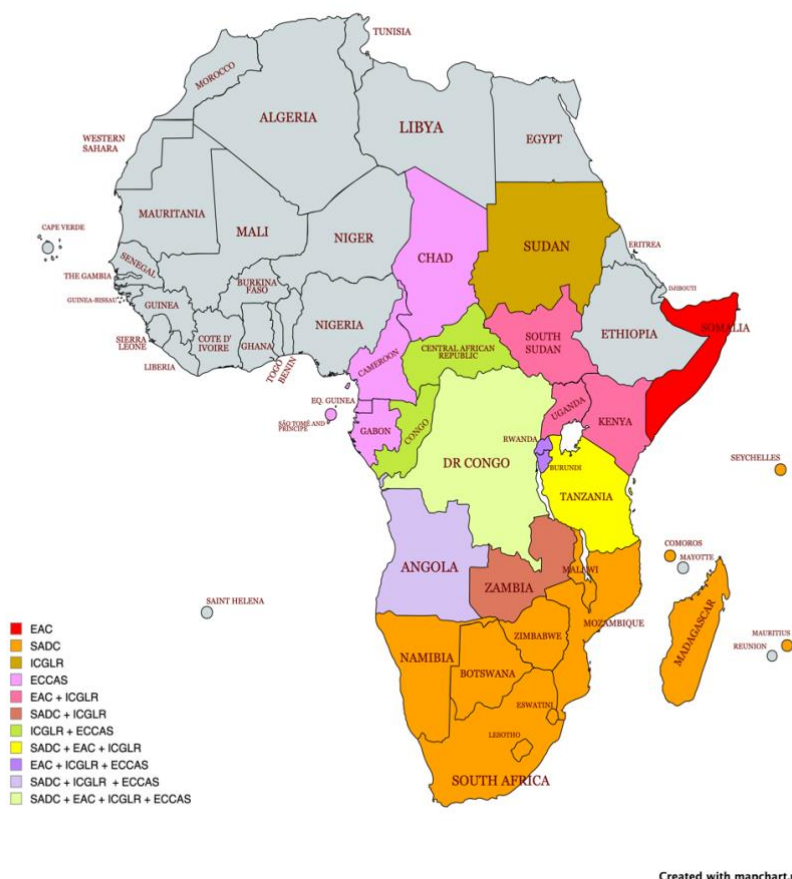 TUNISIA
MOROCCO
ALGERIA
LIBYA
EGYPT
WESTERN
SAHARA
MAURITANIA
MALI
NIGER
CHAD
SUDAN
ERITREA
CAPE VERDE
SENEGAL
THE GAMBIA
GUINEA-BISSAU
GUINEA
BURKINA
FASO
DJIBOUTI
SIERRA
LEONE
LIBERIA
COTE D'
IVOIRE
GHANA
TOGO
BENIN
NIGERIA
CAMEROON
CENTRAL AFRICAN
REPUBLIC
SOUTH
SUDAN
ETHIOPIA
SOMALIA
EQ. GUINEA
SÃO TOMÉ AND
PRINCIPE
GABON
CONGO
DR CONGO
UGANDA
KENYA
RWANDA
BURUNDI
TANZANIA
SEYCHELLES
COMOROS
MAYOTTE
ANGOLA
ZAMBIA
MALAWI
MOZAMBIQUE
SAINT HELENA
ZIMBABWE
MADAGASCAR
MAURITIUS
REUNION
NAMIBIA
BOTSWANA
ESWATINI
LESOTHO
SOUTH AFRICA
EAC
SADC
ICGLR
ECCAS
EAC + ICGLR
SADC + ICGLR
ICGLR + ECCAS
SADC + EAC + ICGLR
EAC + ICGLR + ECCAS
SADC + ICGLR + ECCAS
SADC + EAC + ICGLR + ECCAS
Created with mapchart.